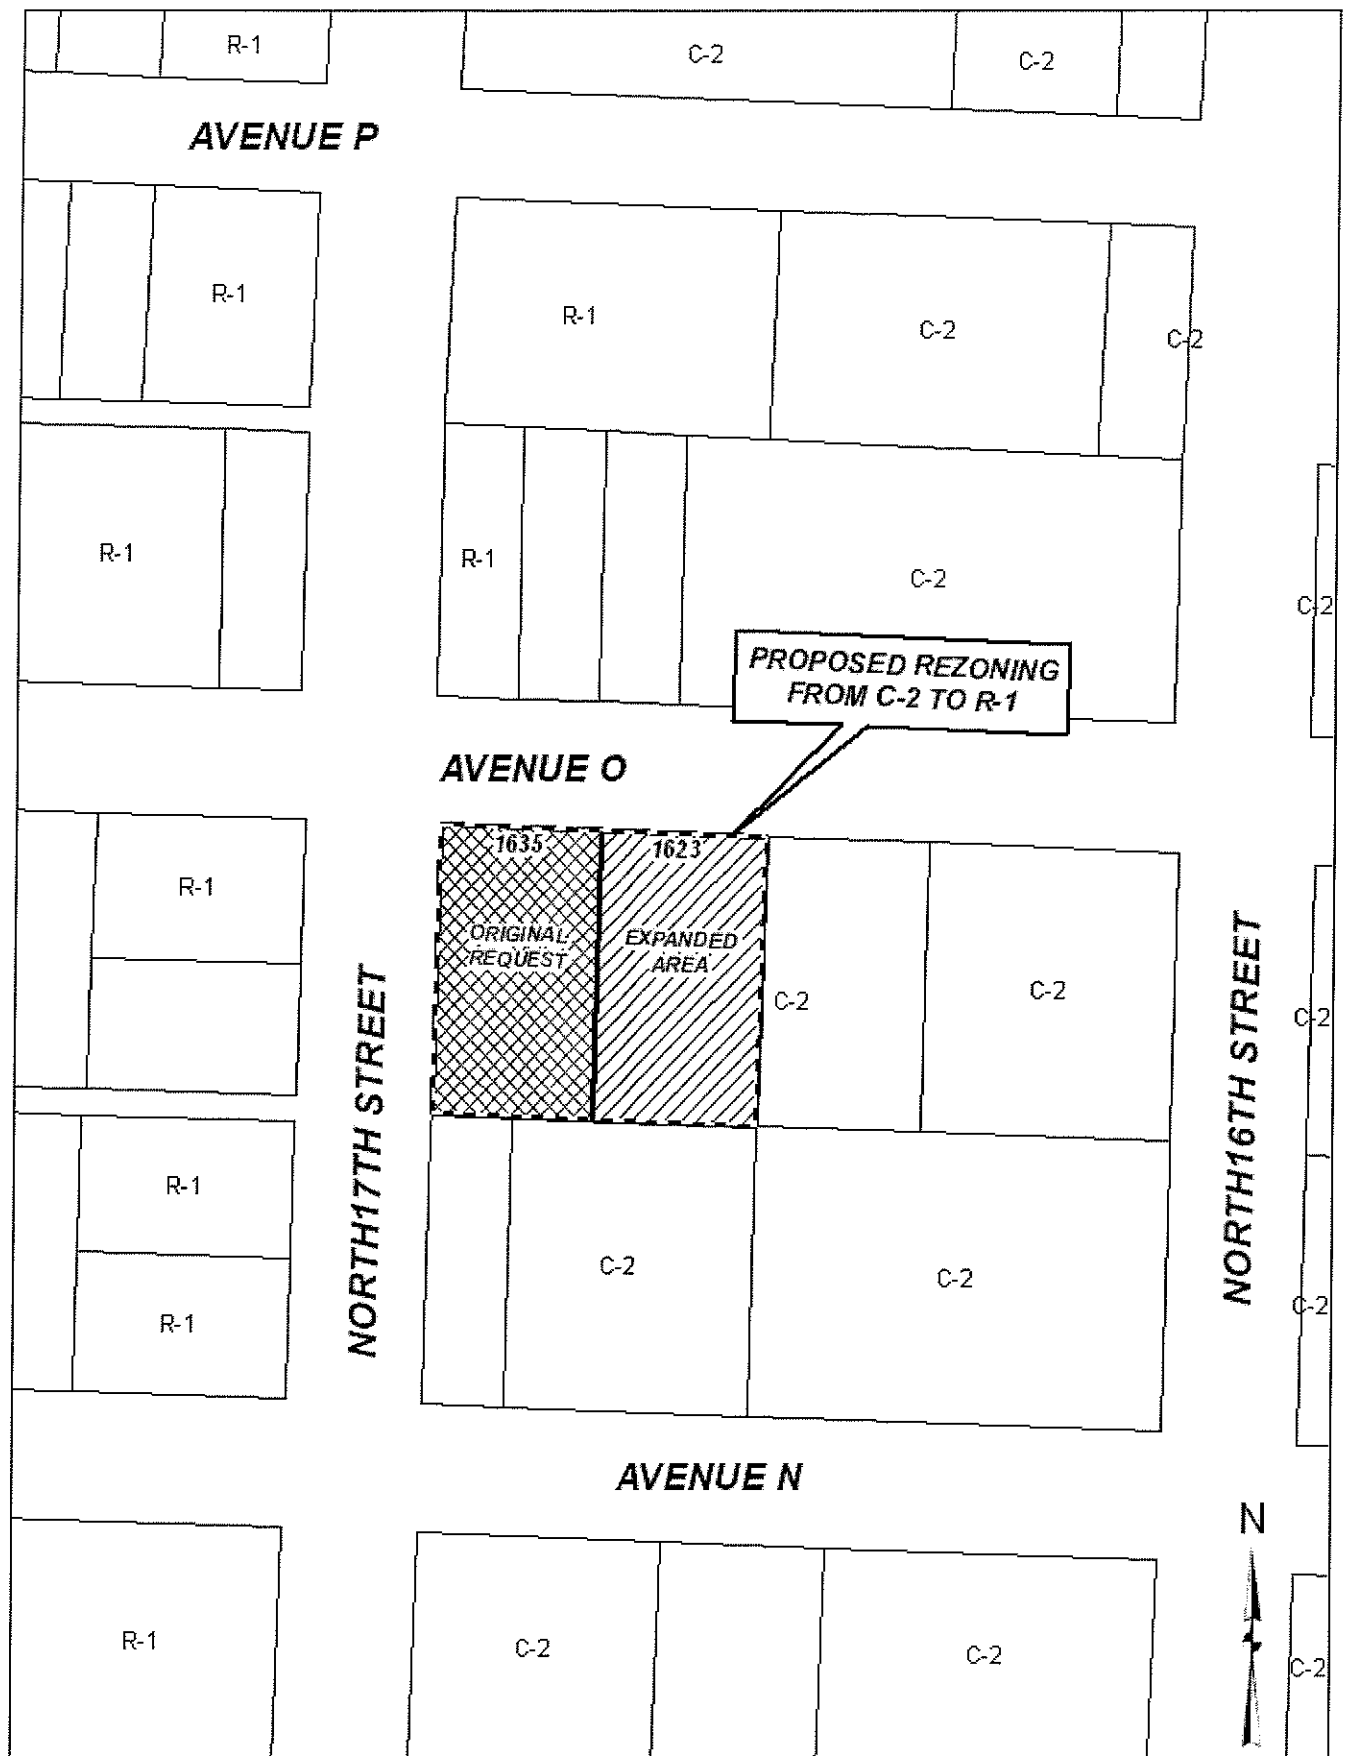 R-1
C-2
C-2
AVENUE P
R-1
R-1
C-2
C-2
R-1
R-1
C-2
C-2
PROPOSED REZONING
FROM C-2 TO R-1
AVENUE O
1635
1623
R-1
ORIGINAL
REQUEST
EXPANDED
AREA
C-2
C-2
C-2
NORTH17TH STREET
NORTH16TH STREET
R-1
C-2
C-2
C-2
R-1
AVENUE N
N
R-1
C-2
C-2
C-2